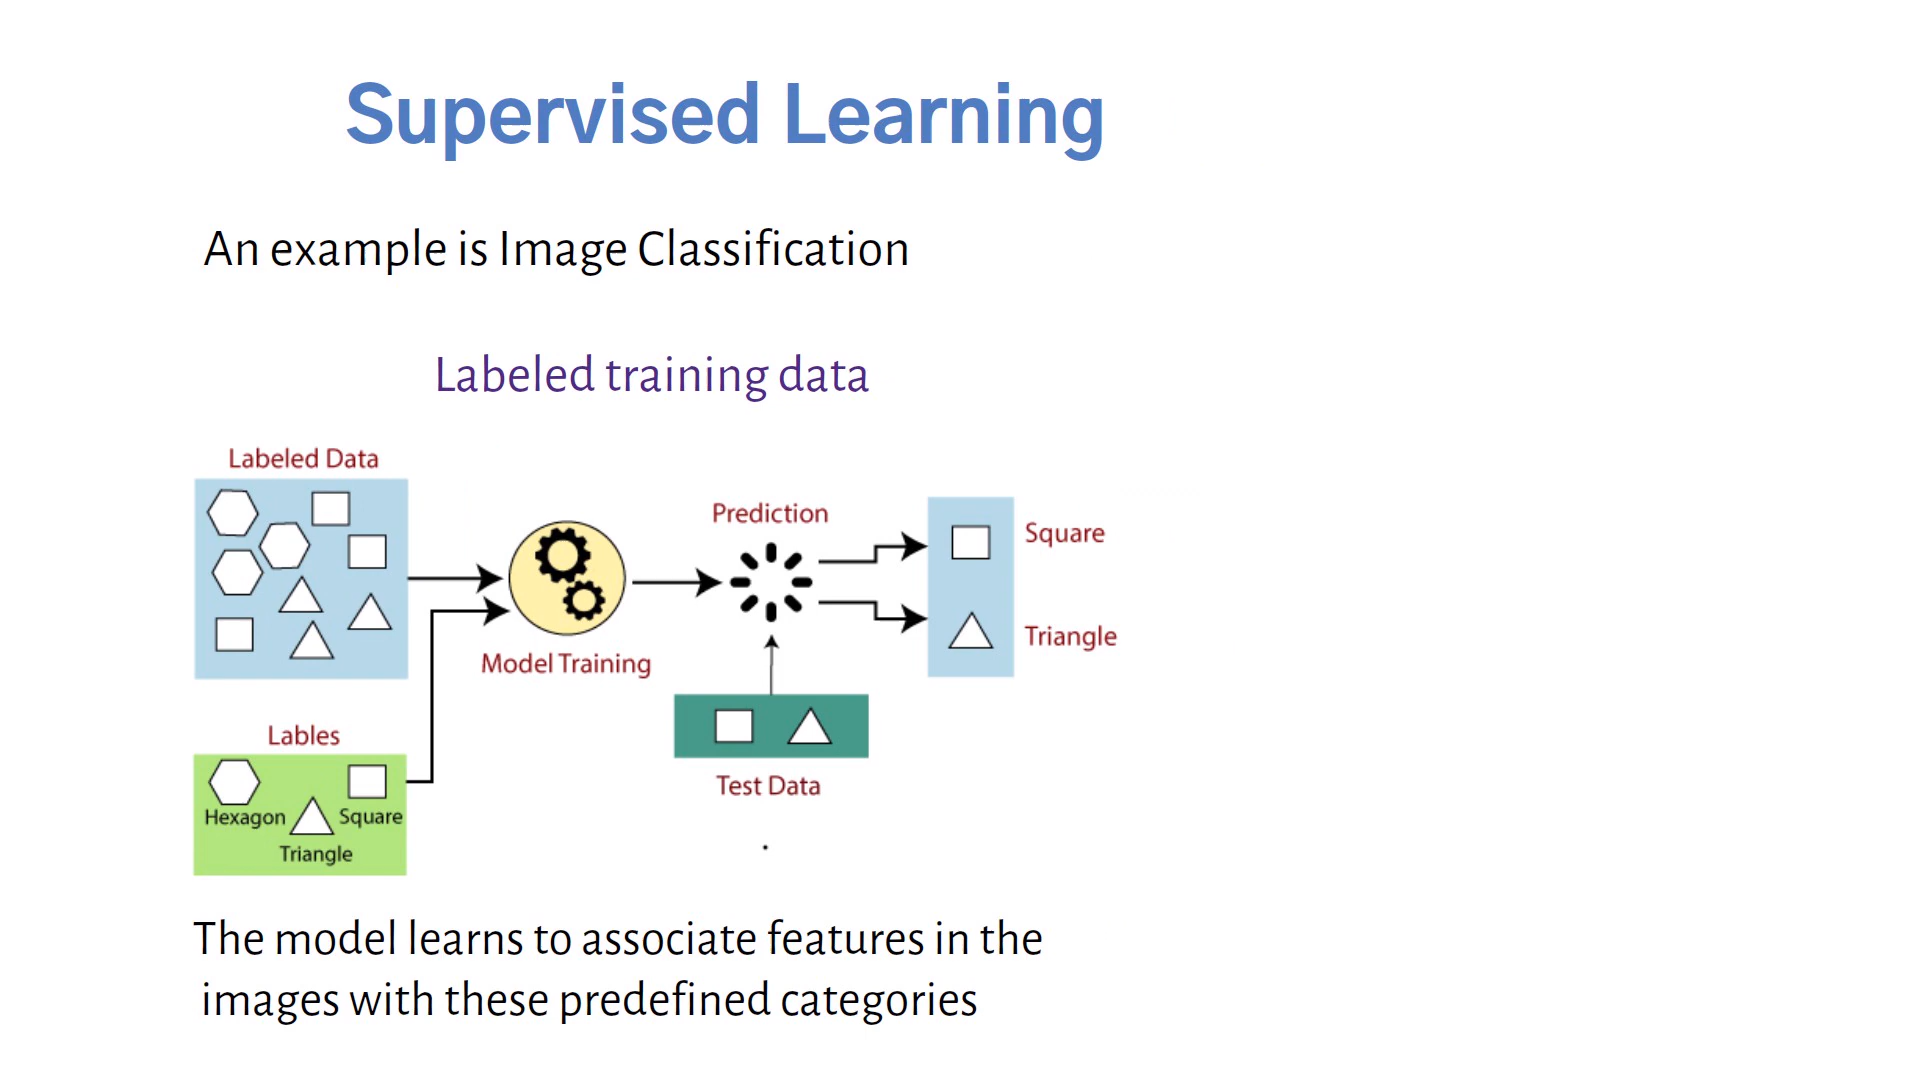 Supervised Learning
An example is Image Classification
Labeled training data
Labeled Data
Prediction
Square
Triangle
Model Training
Lables
Hexagon
Square
Triangle
Test Data
The model learns to associate features in the
images with these predefined categories